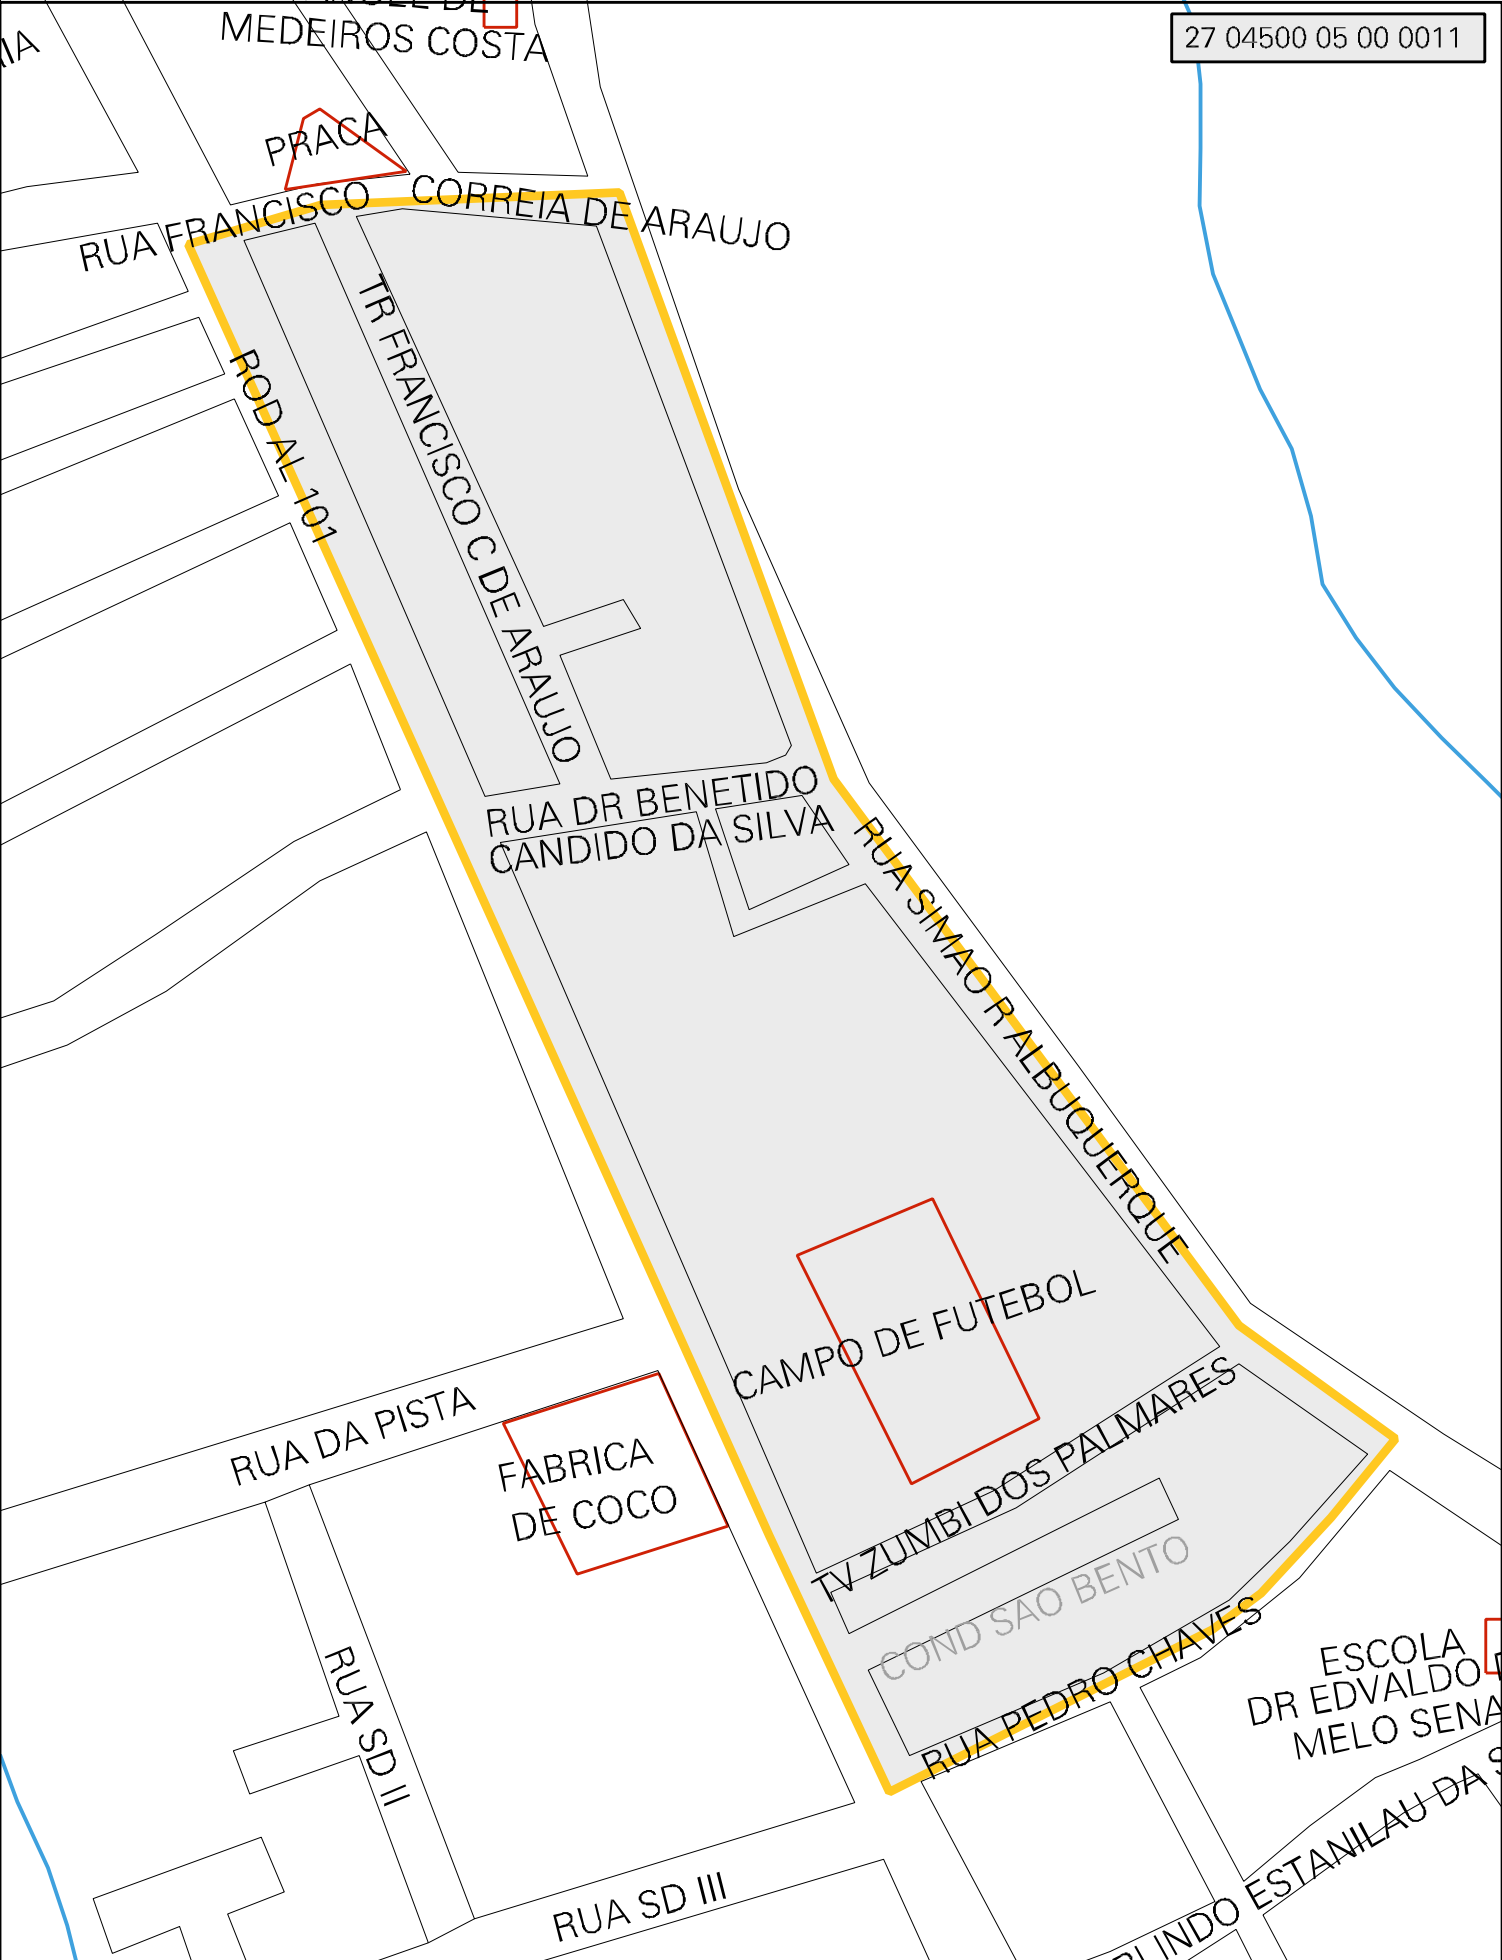 MEDEIROS COSTA
27 04500 05 00 0011
PRACA
RUA FRANCISCO CORREIA DE ARAUJO
TR FRANCISCO C DE ARAUJO
ROD AL 101
RUA DR BENETIDO
CANDIDO DA SILVA
RUA SIMAO R ALBUQUERQUE
CAMPO DE FUTEBOL
TV ZUMBI DOS PALMARES
RUA DA PISTA
FABRICA
DE COCO
COND SAO BENTO
RUA PEDRO CHAVES
ESCOLA
DR EDVALDO
MELO SENA
RUA SD II
ESTANILAU DA S
RUA SD III